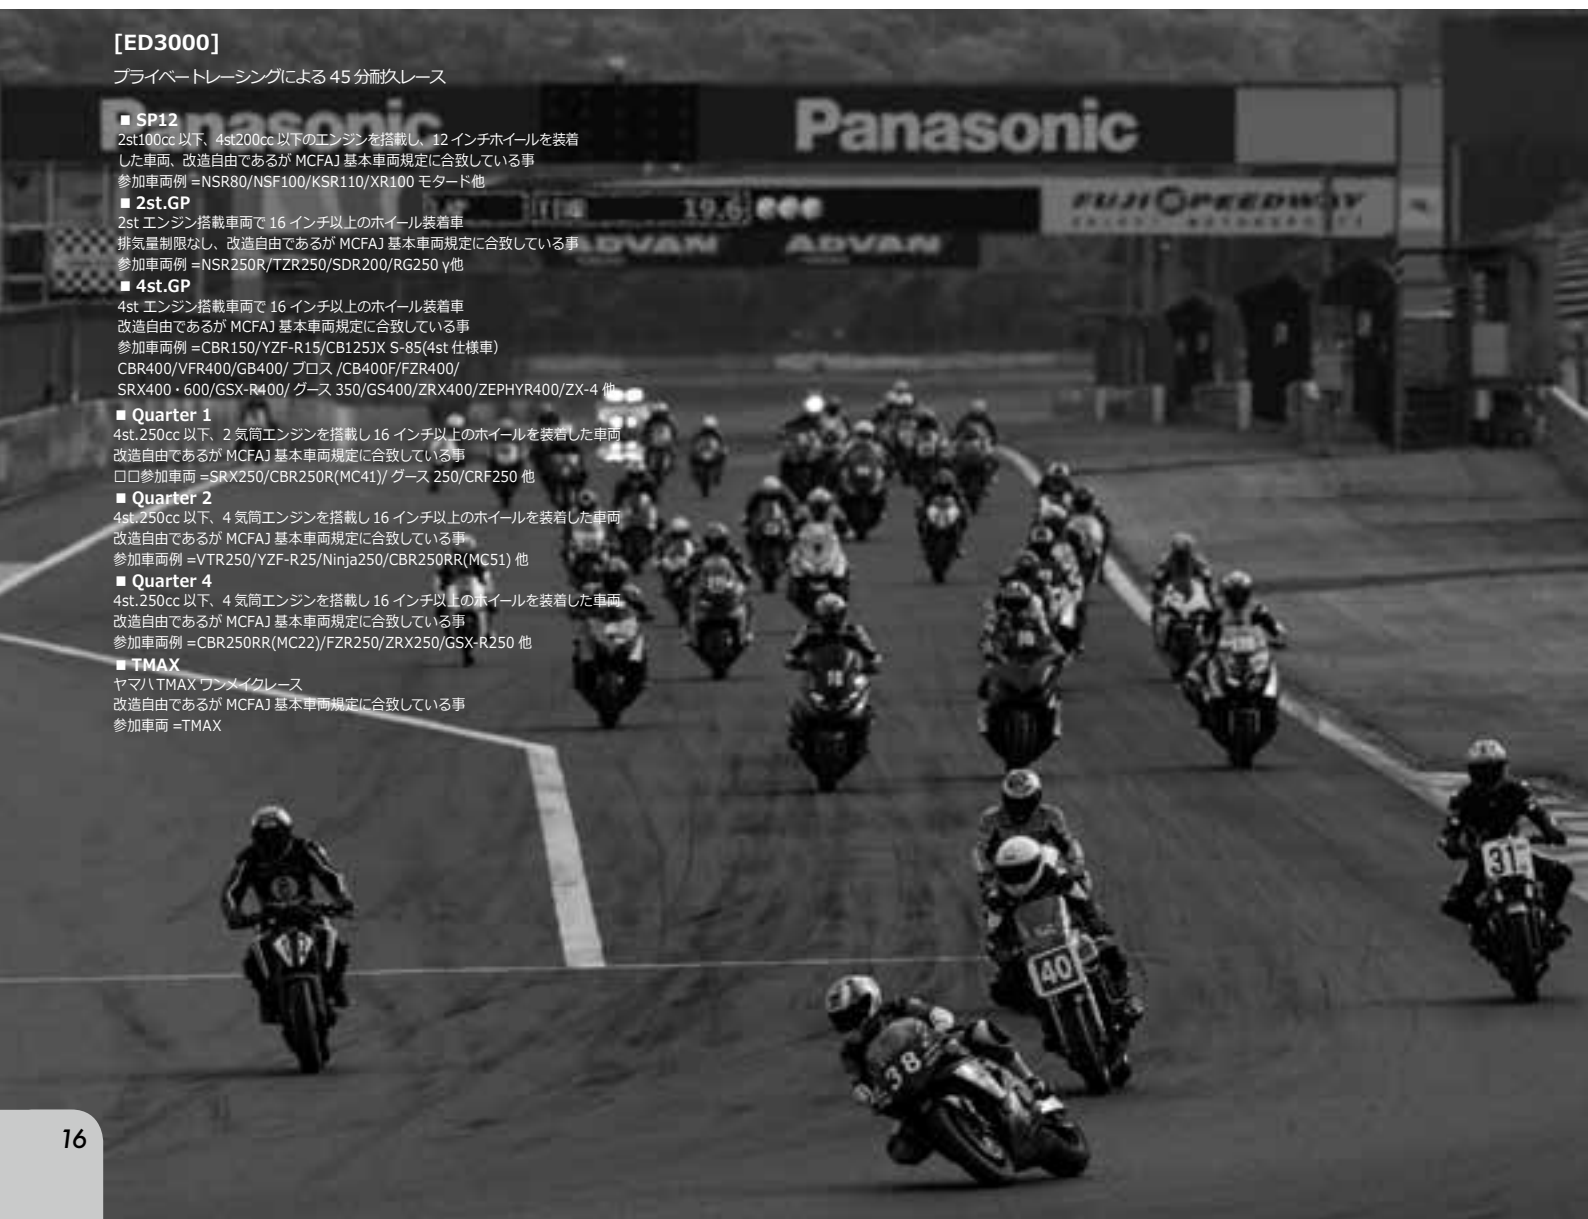 [ED3000]
プライベートレーシングによる 45 分耐久レース
■ SP12
2st100cc 以下、4st200cc 以下のエンジンを搭載し、12 インチホイールを装着
した車両、改造自由であるが MCFAJ 基本車両規定に合致している事
参加車両例 =NSR80/NSF100/KSR110/XR100 モタード他
■ 2st.GP
2st エンジン搭載車両で 16 インチ以上のホイール装着車
排気量制限なし、改造自由であるが MCFAJ 基本車両規定に合致している事
参加車両例 =NSR250R/TZR250/SDR200/RG250 γ他
■ 4st.GP
4st エンジン搭載車両で 16 インチ以上のホイール装着車
改造自由であるが MCFAJ 基本車両規定に合致している事
参加車両例 =CBR150/YZF-R15/CB125JX S-85(4st 仕様車）
CBR400/VFR400/GB400/ ブロス /CB400F/FZR400/
SRX400・600/GSX-R400/ グース 350/GS400/ZRX400/ZEPHYR400/ZX-4 他
■ Quarter 1
4st.250cc 以下、2 気筒エンジンを搭載し 16 インチ以上のホイールを装着した車両
改造自由であるが MCFAJ 基本車両規定に合致している事
□□参加車両 =SRX250/CBR250R(MC41)/ グース 250/CRF250 他
■ Quarter 2
4st.250cc 以下、4 気筒エンジンを搭載し 16 インチ以上のホイールを装着した車両
改造自由であるが MCFAJ 基本車両規定に合致している事
参加車両例 =VTR250/YZF-R25/Ninja250/CBR250RR(MC51) 他
■ Quarter 4
4st.250cc 以下、4 気筒エンジンを搭載し 16 インチ以上のホイールを装着した車両
改造自由であるが MCFAJ 基本車両規定に合致している事
参加車両例 =CBR250RR(MC22)/FZR250/ZRX250/GSX-R250 他
■ TMAX
ヤマハ TMAX ワンメイクレース
改造自由であるが MCFAJ 基本車両規定に合致している事
参加車両 =TMAX
Panasonic
Panasonic
19.6
FUJI SPEEDWAY
ADVAN
ADVAN
31
40
38
16